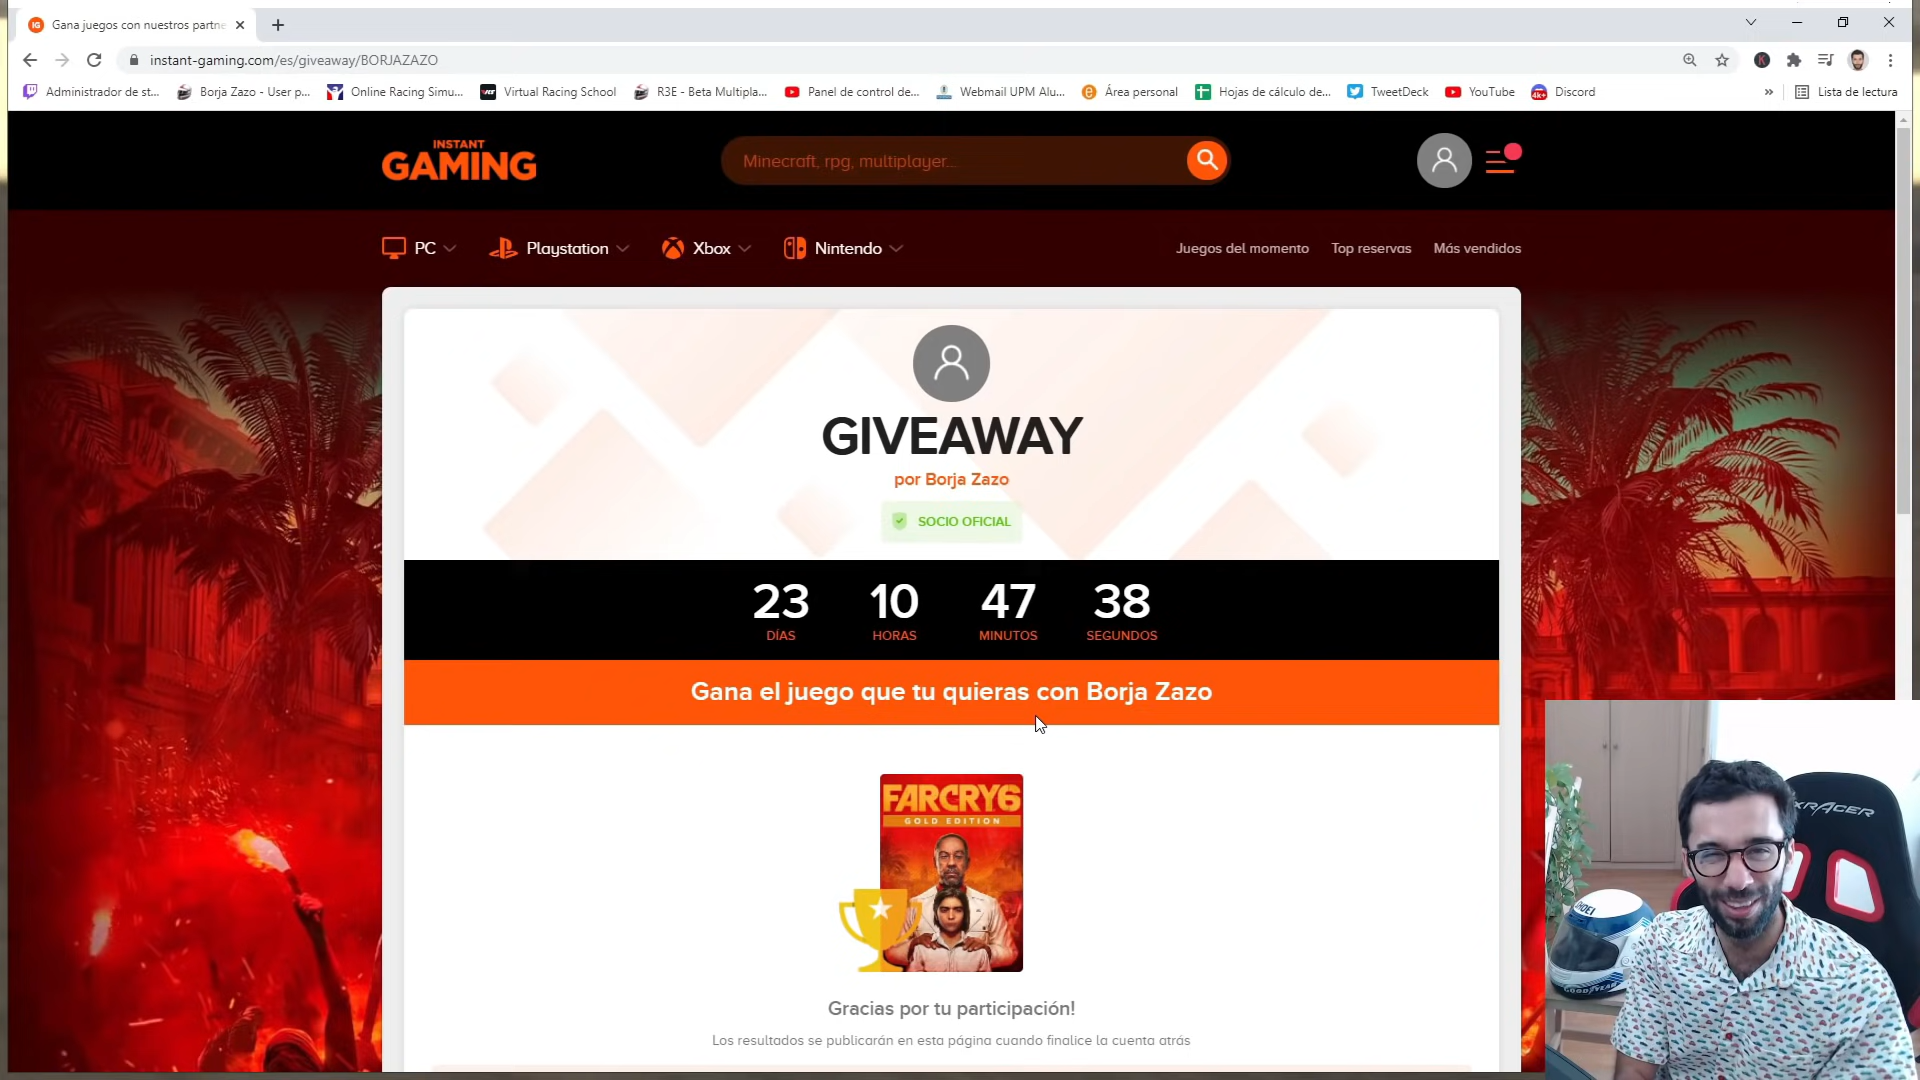 Gana juegos con nuestros partne
instant-gaming.com/es/giveaway/BORJAZAZO
Administrador de st...
Borja Zazo - User p...
Online Racing Simu...
Virtual Racing School
R3E - Beta Multipla...
Panel de control de...
Webmail UPM Alu...
Área personal
Hojas de cálculo de...
TweetDeck
YouTube
Discord
»
Lista de lectura
INSTANT
GAMING
Minecraft, rpg, multiplayer...
PC
Playstation
Xbox
Nintendo
Juegos del momento
Top reservas
Más vendidos
GIVEAWAY
por Borja Zazo
SOCIO OFICIAL
23 10 47 38
DÍAS HORAS MINUTOS SEGUNDOS
Gana el juego que tu quieras con Borja Zazo
FARCRY6
GOLD EDITION
Gracias por tu participación!
Los resultados se publicarán en esta página cuando finalice la cuenta atrás
XRACER
SHOEI
GOODYEAR